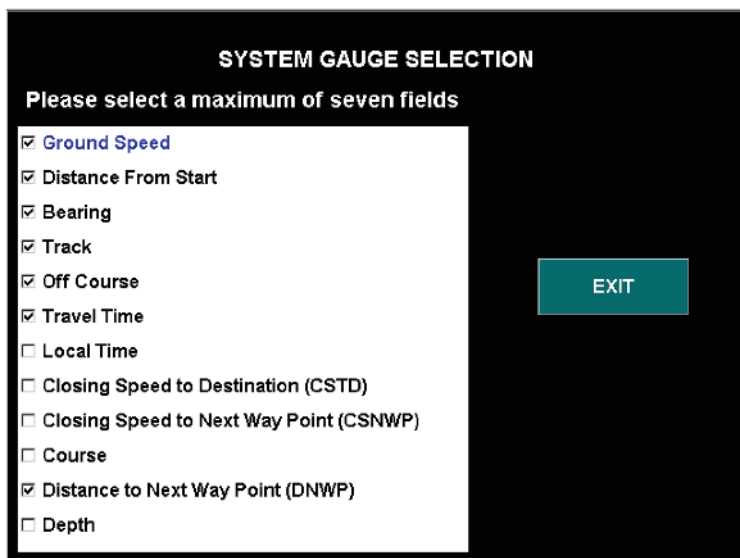 SYSTEM GAUGE SELECTION
Please select a maximum of seven fields
Ground Speed
Distance From Start
Bearing
Track
Off Course
EXIT
Travel Time
Local Time
Closing Speed to Destination (CSTD)
Closing Speed to Next Way Point (CSNWP)
Course
Distance to Next Way Point (DNWP)
Depth